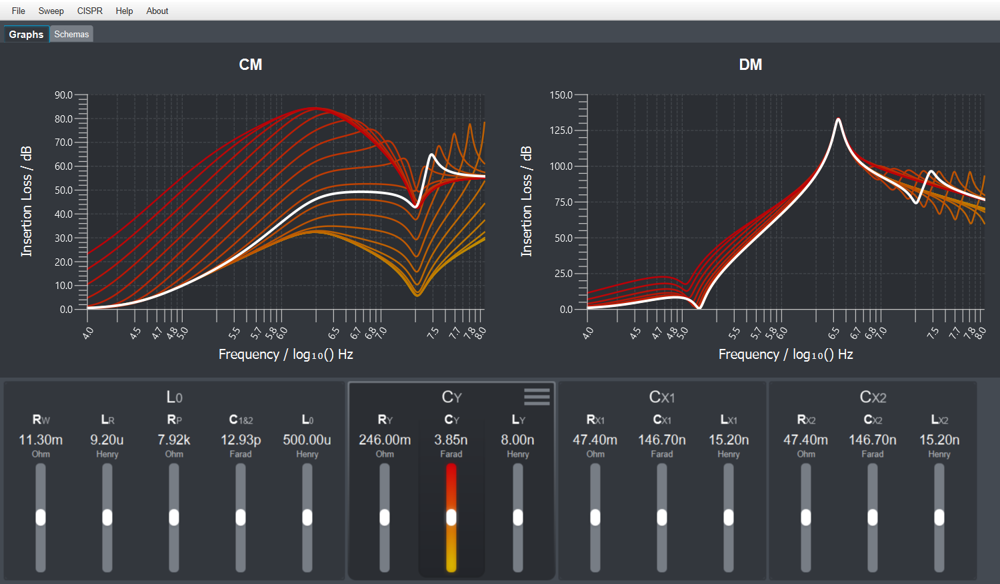 File Sweep CISPR Help About
Graphs Schemas
CM
90.0
80.0
70.0
60.0
50.0
40.0
30.0
20.0
10.0
0.0
Insertion Loss / dB
4.0 4.5 4.7 4.8 5.0 5.5 5.7 5.8 6.0 6.5 6.7 6.8 7.0 7.5 7.7 7.8 8.0
Frequency / log₁₀() Hz
DM
150.0
125.0
100.0
75.0
50.0
25.0
0.0
Insertion Loss / dB
4.0 4.5 4.7 4.8 5.0 5.5 5.7 5.8 6.0 6.5 6.7 6.8 7.0 7.5 7.7 7.8 8.0
Frequency / log₁₀() Hz
L0
RW LR RP C1&2 L0
11.30m 9.20u 7.92k 12.93p 500.00u
Ohm Henry Ohm Farad Henry
CY
RY CY LY
246.00m 3.85n 8.00n
Ohm Farad Henry
CX1
RX1 CX1 LX1
47.40m 146.70n 15.20n
Ohm Farad Henry
CX2
RX2 CX2 LX2
47.40m 146.70n 15.20n
Ohm Farad Henry